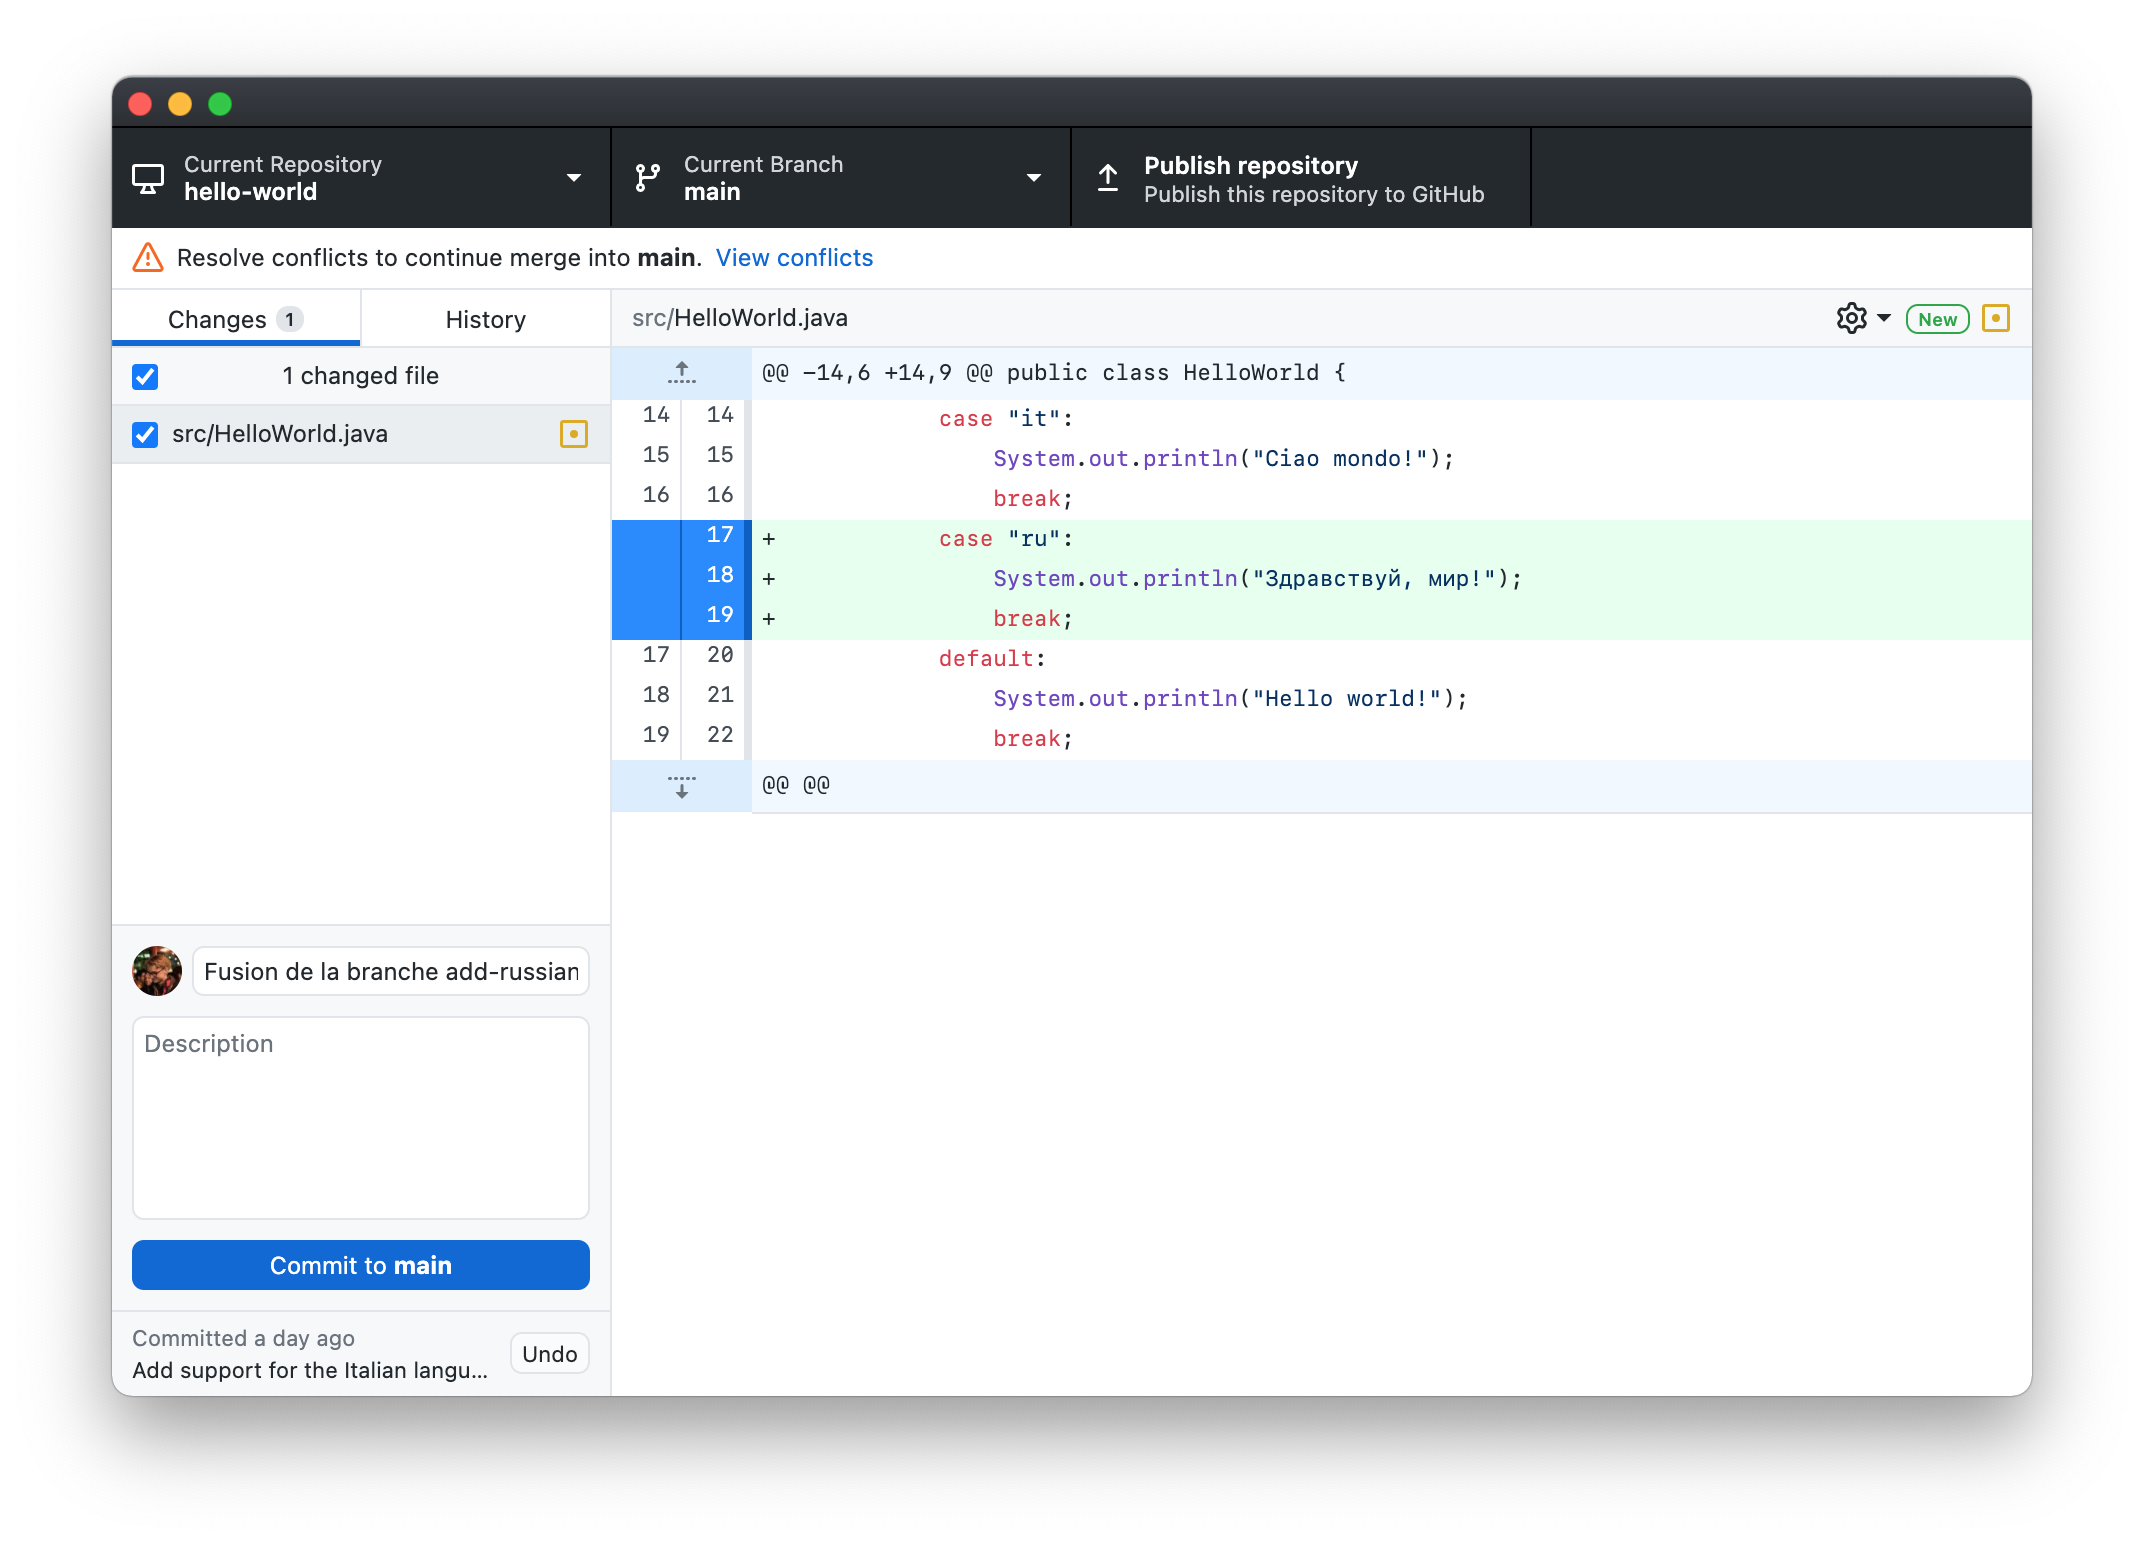 Current Repository
hello-world
Current Branch
main
Publish repository
Publish this repository to GitHub
Resolve conflicts to continue merge into main. View conflicts
Changes 1
History
src/HelloWorld.java
New
1 changed file
src/HelloWorld.java
@@ -14,6 +14,9 @@ public class HelloWorld {
14 14 case "it":
15 15 System.out.println("Ciao mondo!");
16 16 break;
17 + case "ru":
18 + System.out.println("Здравствуй, мир!");
19 + break;
17 20 default:
18 21 System.out.println("Hello world!");
19 22 break;
@@ @@
Fusion de la branche add-russian
Description
Commit to main
Committed a day ago
Add support for the Italian langu...
Undo